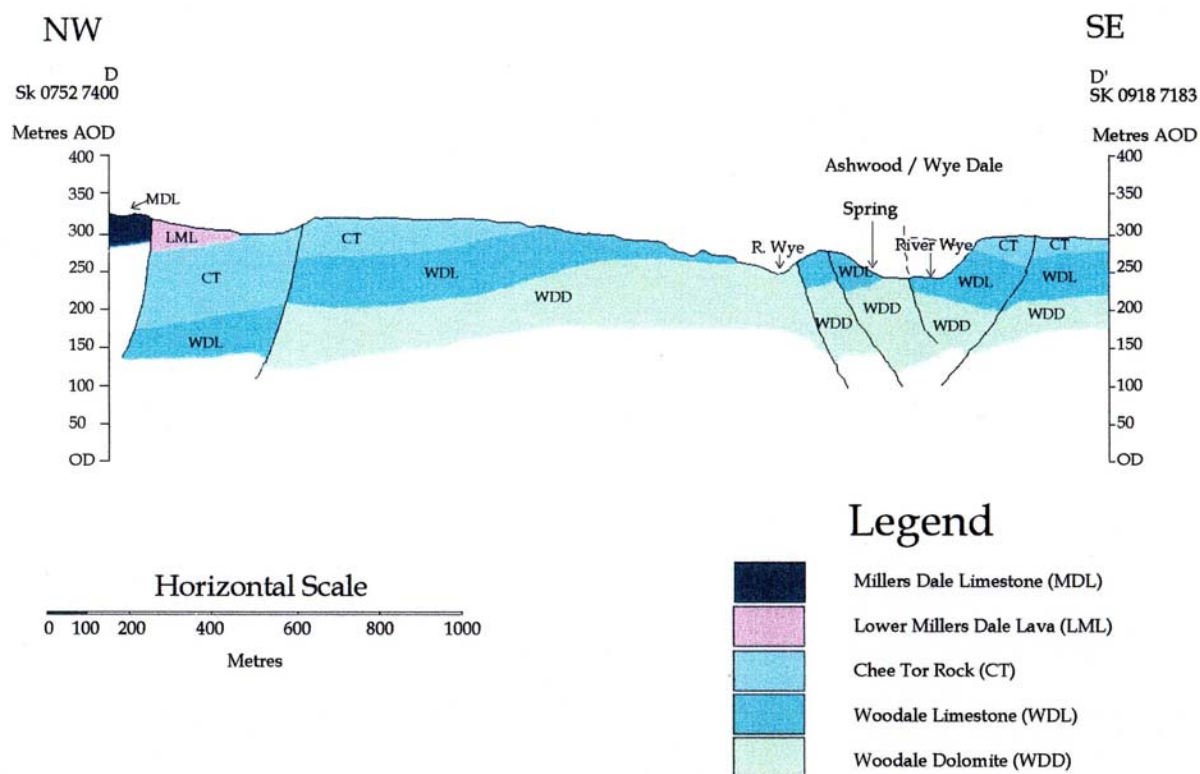 NW
SE
D
Sk 0752 7400
D'
SK 0918 7183
Metres AOD
Metres AOD
400
350
300
250
200
150
100
50
OD
400
350
300
250
200
150
100
50
OD
Ashwood / Wye Dale
MDL
Spring
LML
CT
R. Wye
River Wye
CT
CT
CT
WDL
WDL
WDL
WDL
WDD
WDD
WDD
WDD
WDD
WDL
Legend
Horizontal Scale
0 100 200 400 600 800 1000
Metres
Millers Dale Limestone (MDL)
Lower Millers Dale Lava (LML)
Chee Tor Rock (CT)
Woodale Limestone (WDL)
Woodale Dolomite (WDD)